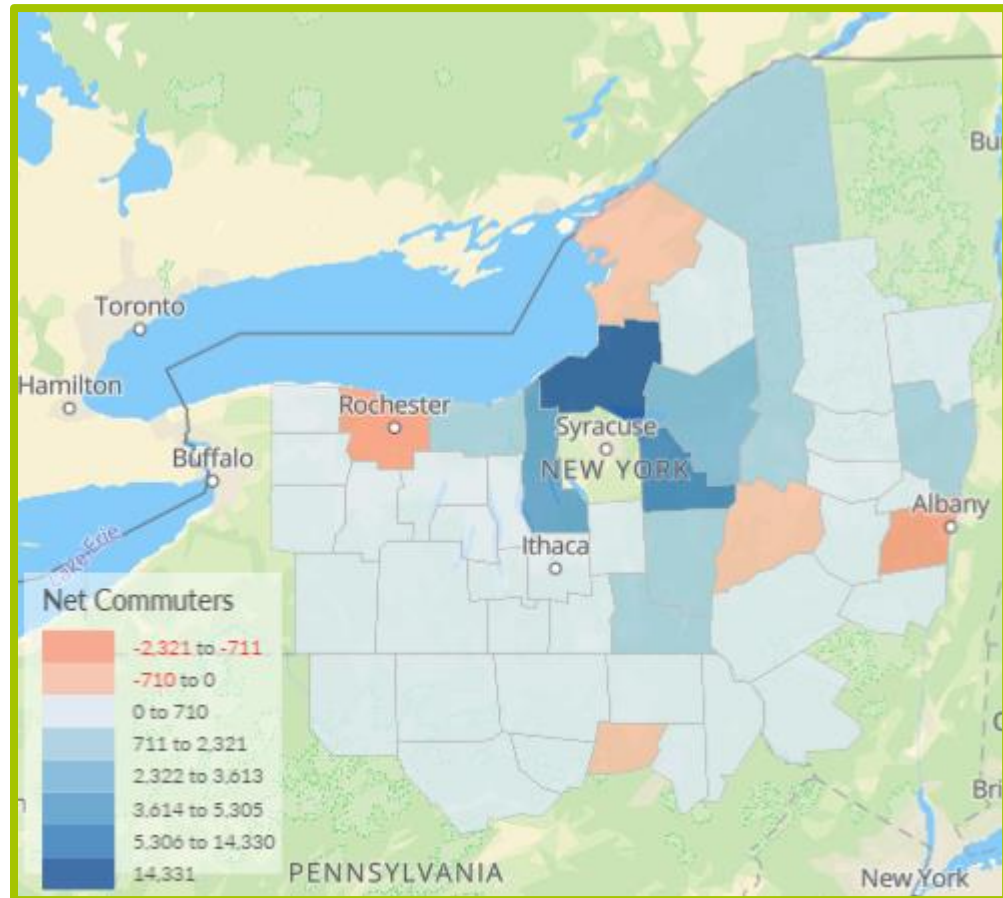 Bu
Toronto
Hamilton
Rochester
Buffalo
Syracuse
NEW YORK
Albany
Lake Erie
Ithaca
Net Commuters
-2,321 to -711
-710 to 0
0 to 710
711 to 2,321
2,322 to 3,613
3,614 to 5,305
5,306 to 14,330
14,331
Bri
PENNSYLVANIA
New York